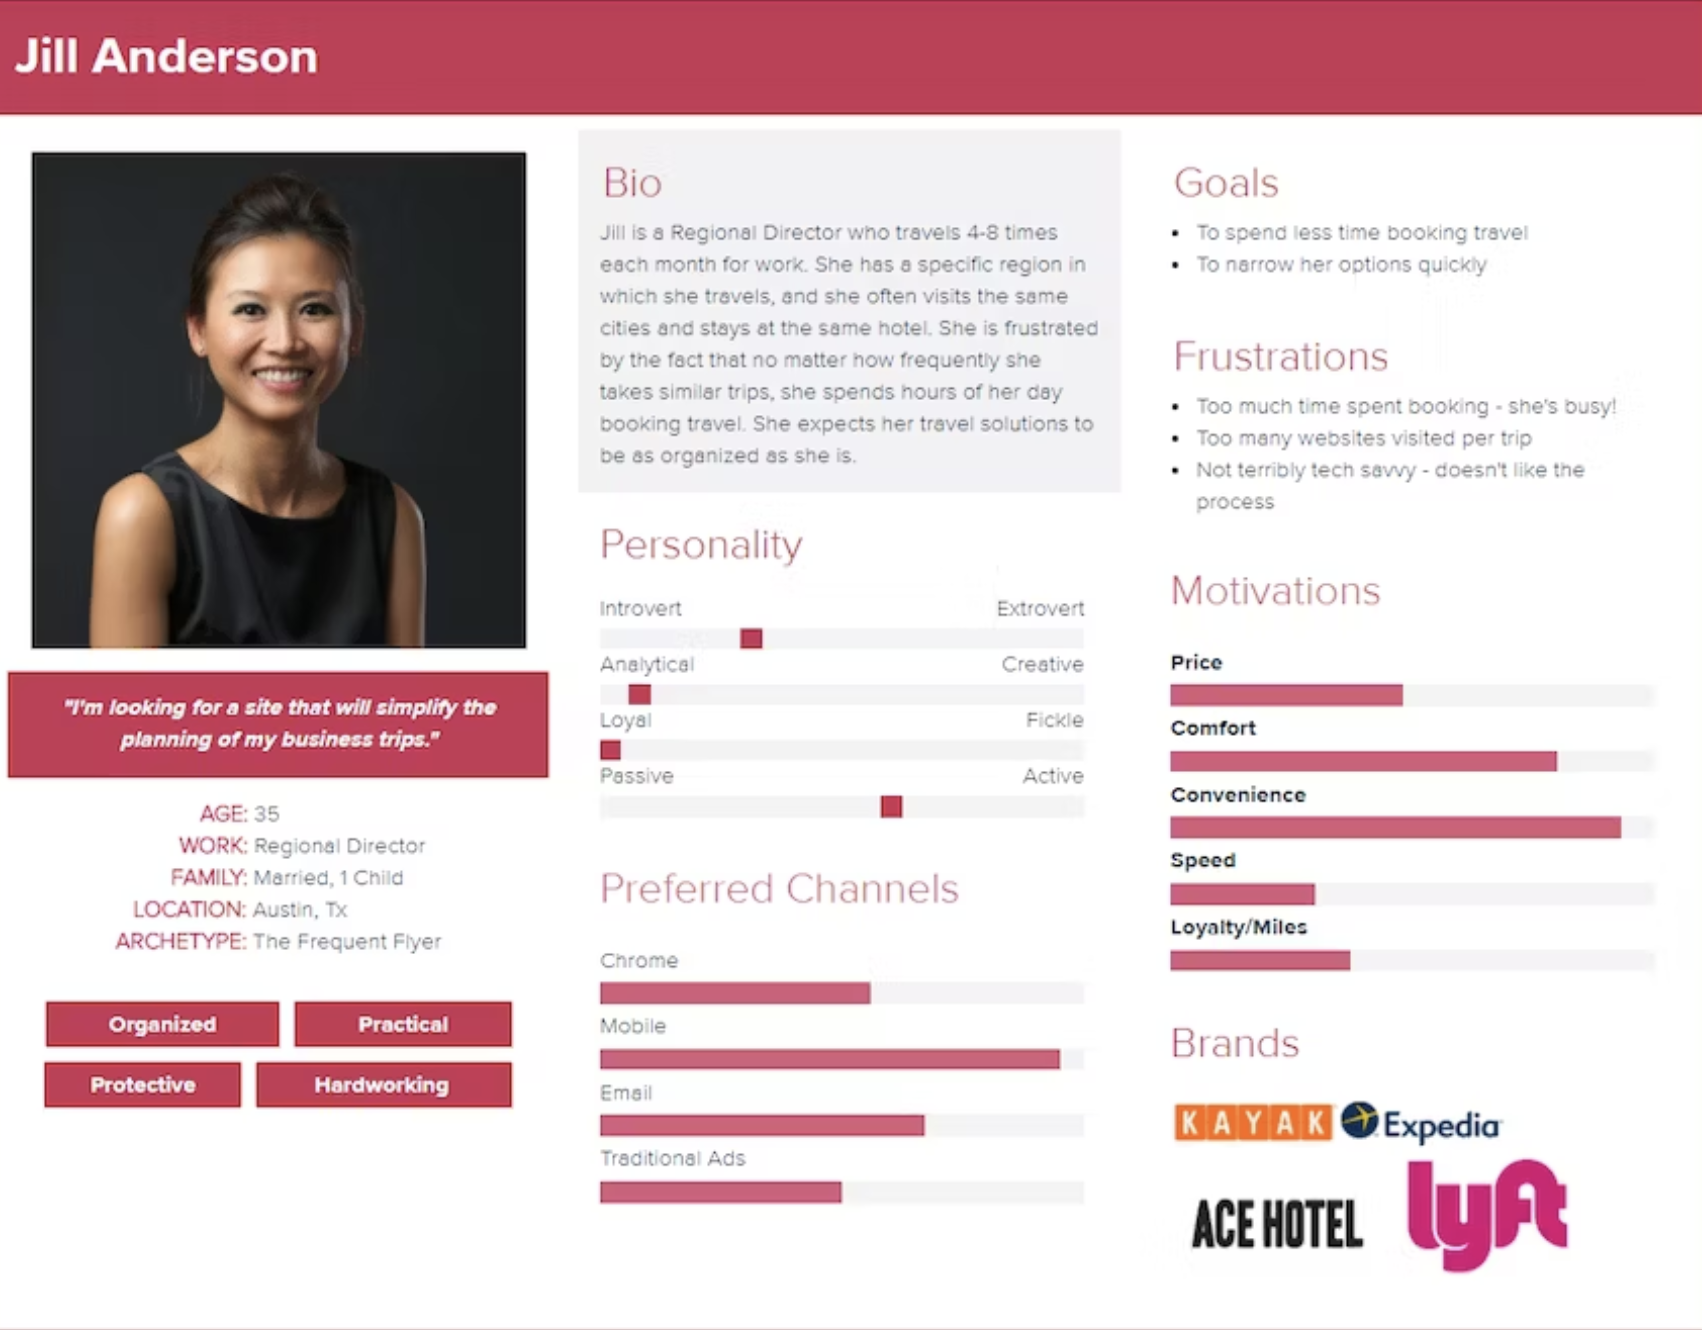 Jill Anderson
"I'm looking for a site that will simplify the
planning of my business trips."
AGE: 35
WORK: Regional Director
FAMILY: Married, 1 Child
LOCATION: Austin, Tx
ARCHETYPE: The Frequent Flyer
Organized
Practical
Protective
Hardworking
Bio
Jill is a Regional Director who travels 4-8 times
each month for work. She has a specific region in
which she travels, and she often visits the same
cities and stays at the same hotel. She is frustrated
by the fact that no matter how frequently she
takes similar trips, she spends hours of her day
booking travel. She expects her travel solutions to
be as organized as she is.
Personality
Introvert Extrovert
Analytical Creative
Loyal Fickle
Passive Active
Preferred Channels
Chrome
Mobile
Email
Traditional Ads
Goals
• To spend less time booking travel
• To narrow her options quickly
Frustrations
• Too much time spent booking - she's busy!
• Too many websites visited per trip
• Not terribly tech savvy - doesn't like the
process
Motivations
Price
Comfort
Convenience
Speed
Loyalty/Miles
Brands
KAYAK Expedia
ACE HOTEL lyft